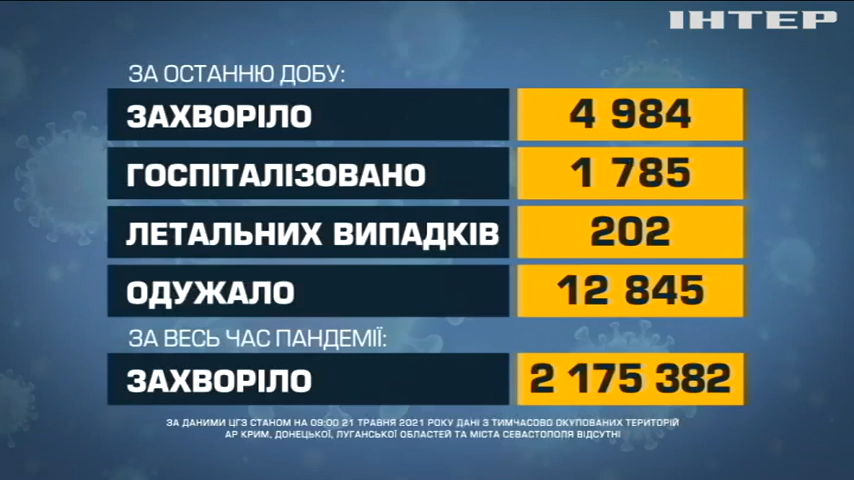 ІНТЕР
ЗА ОСТАННЮ ДОБУ:
ЗАХВОРІЛО 4 984
ГОСПІТАЛІЗОВАНО 1 785
ЛЕТАЛЬНИХ ВИПАДКІВ 202
ОДУЖАЛО 12 845
ЗА ВЕСЬ ЧАС ПАНДЕМІЇ:
ЗАХВОРІЛО 2 175 382
ЗА ДАНИМИ ЦГЗ СТАНОМ НА 09:00 21 ТРАВНЯ 2021 РОКУ ДАНІ З ТИМЧАСОВО ОКУПОВАНИХ ТЕРИТОРІЙ
АР КРИМ, ДОНЕЦЬКОЇ, ЛУГАНСЬКОЇ ОБЛАСТЕЙ ТА МІСТА СЕВАСТОПОЛЯ ВІДСУТНІ